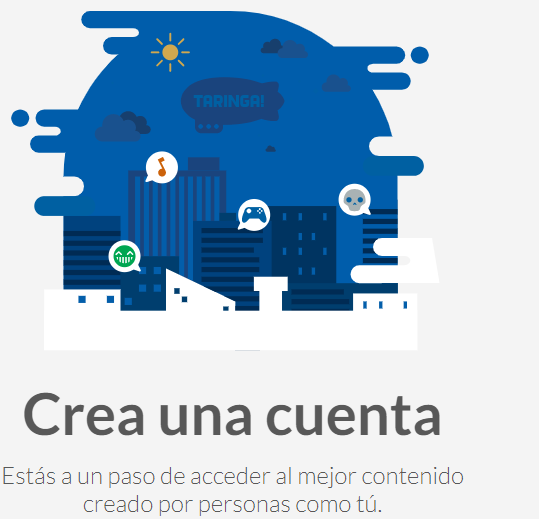 TARINGA!
Crea una cuenta
Estás a un paso de acceder al mejor contenido
creado por personas como tú.